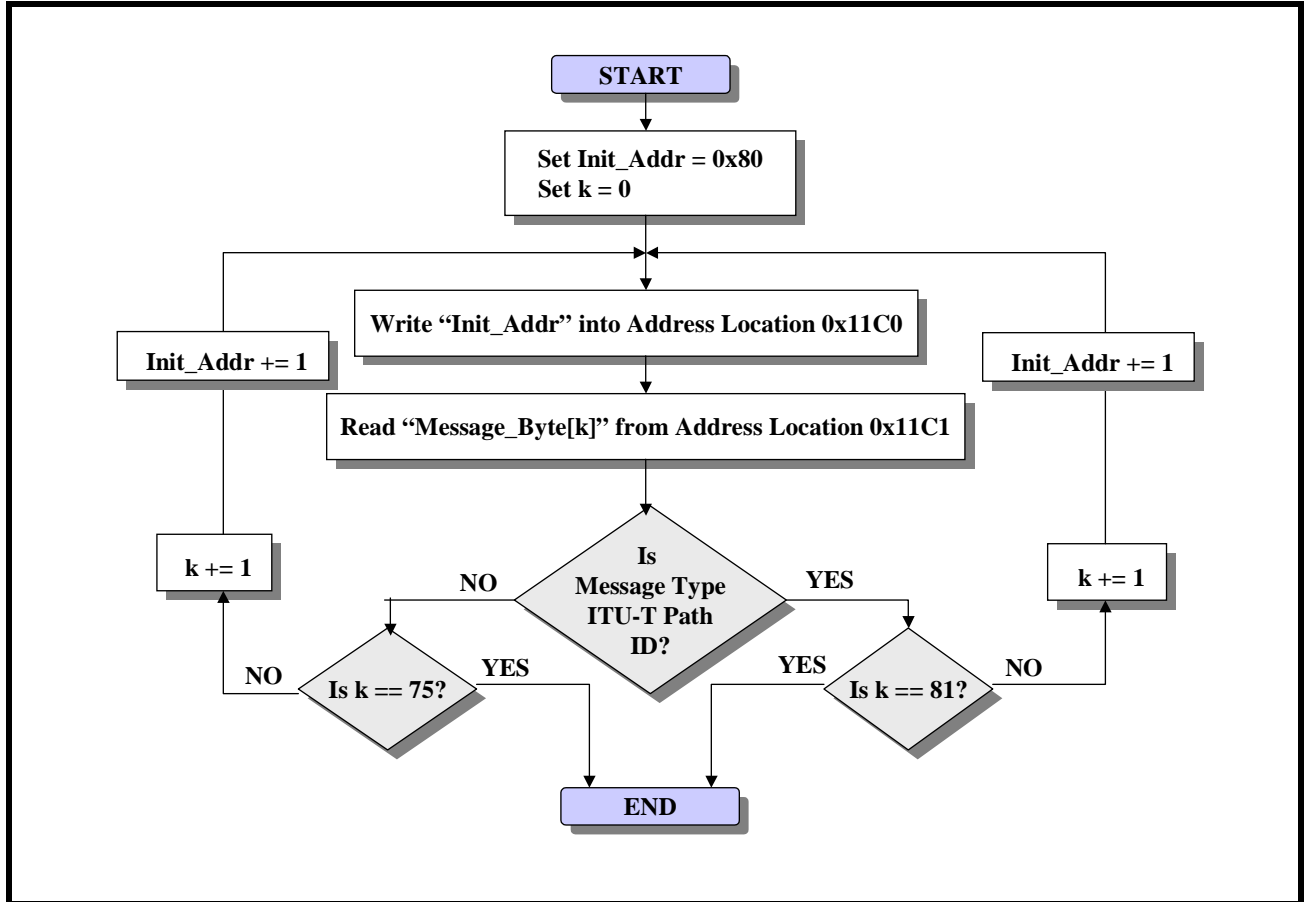 START
Set Init_Addr = 0x80
Set k = 0
Write “Init_Addr” into Address Location 0x11C0
Init_Addr += 1
Init_Addr += 1
Read “Message_Byte[k]” from Address Location 0x11C1
k += 1
k += 1
Is
Message Type
ITU-T Path
ID?
NO
YES
NO
Is k == 75?
YES
YES
Is k == 81?
NO
END